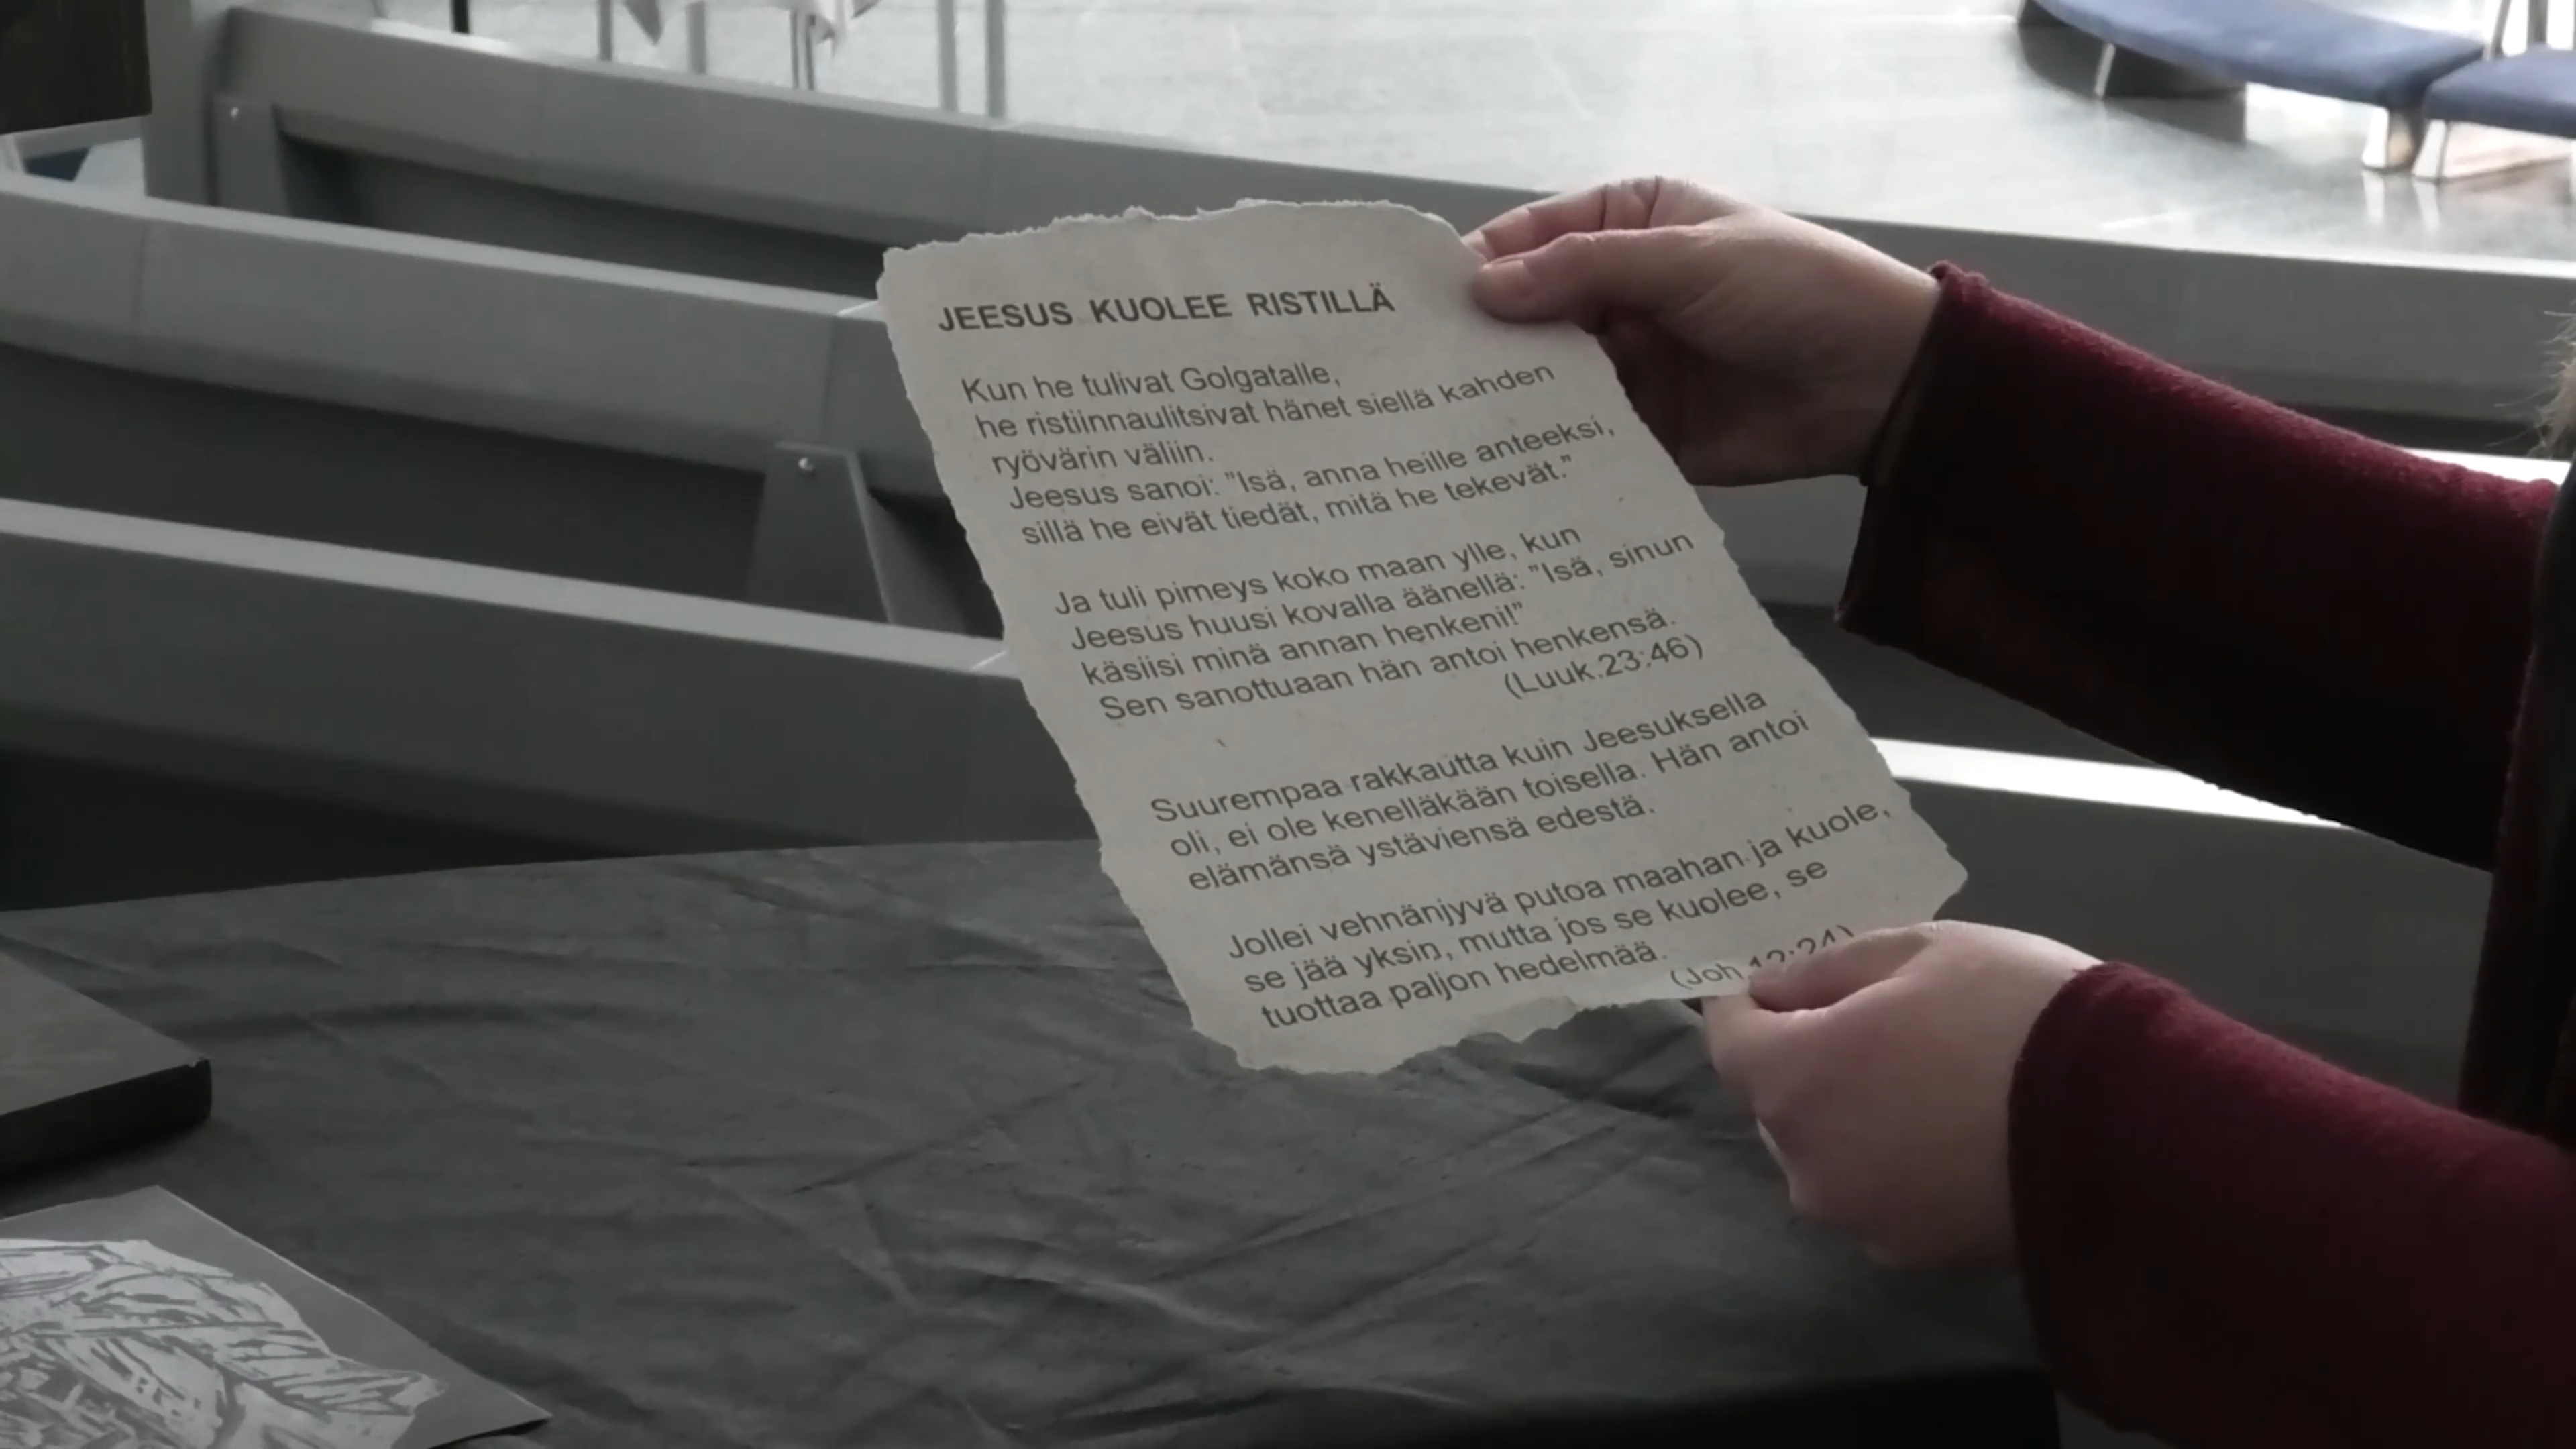 JEESUS KUOLEE RISTILLÄ
Kun he tulivat Golgatalle,
he ristiinnaulitsivat hänet siellä kahden
ryövärin väliin.
Jeesus sanoi: "Isä, anna heille anteeksi,
sillä he eivät tiedät, mitä he tekevät."
Ja tuli pimeys koko maan ylle, kun
Jeesus huusi kovalla äänellä: "Isä, sinun
käsiisi minä annan henkeni!"
Sen sanottuaan hän antoi henkensä.
(Luuk.23:46)
Suurempaa rakkautta kuin Jeesuksella
oli, ei ole kenelläkään toisella. Hän antoi
elämänsä ystäviensä edestä.
Jollei vehnänjyvä putoa maahan ja kuole,
se jää yksin, mutta jos se kuolee, se
tuottaa paljon hedelmää.
(Joh.12:24)